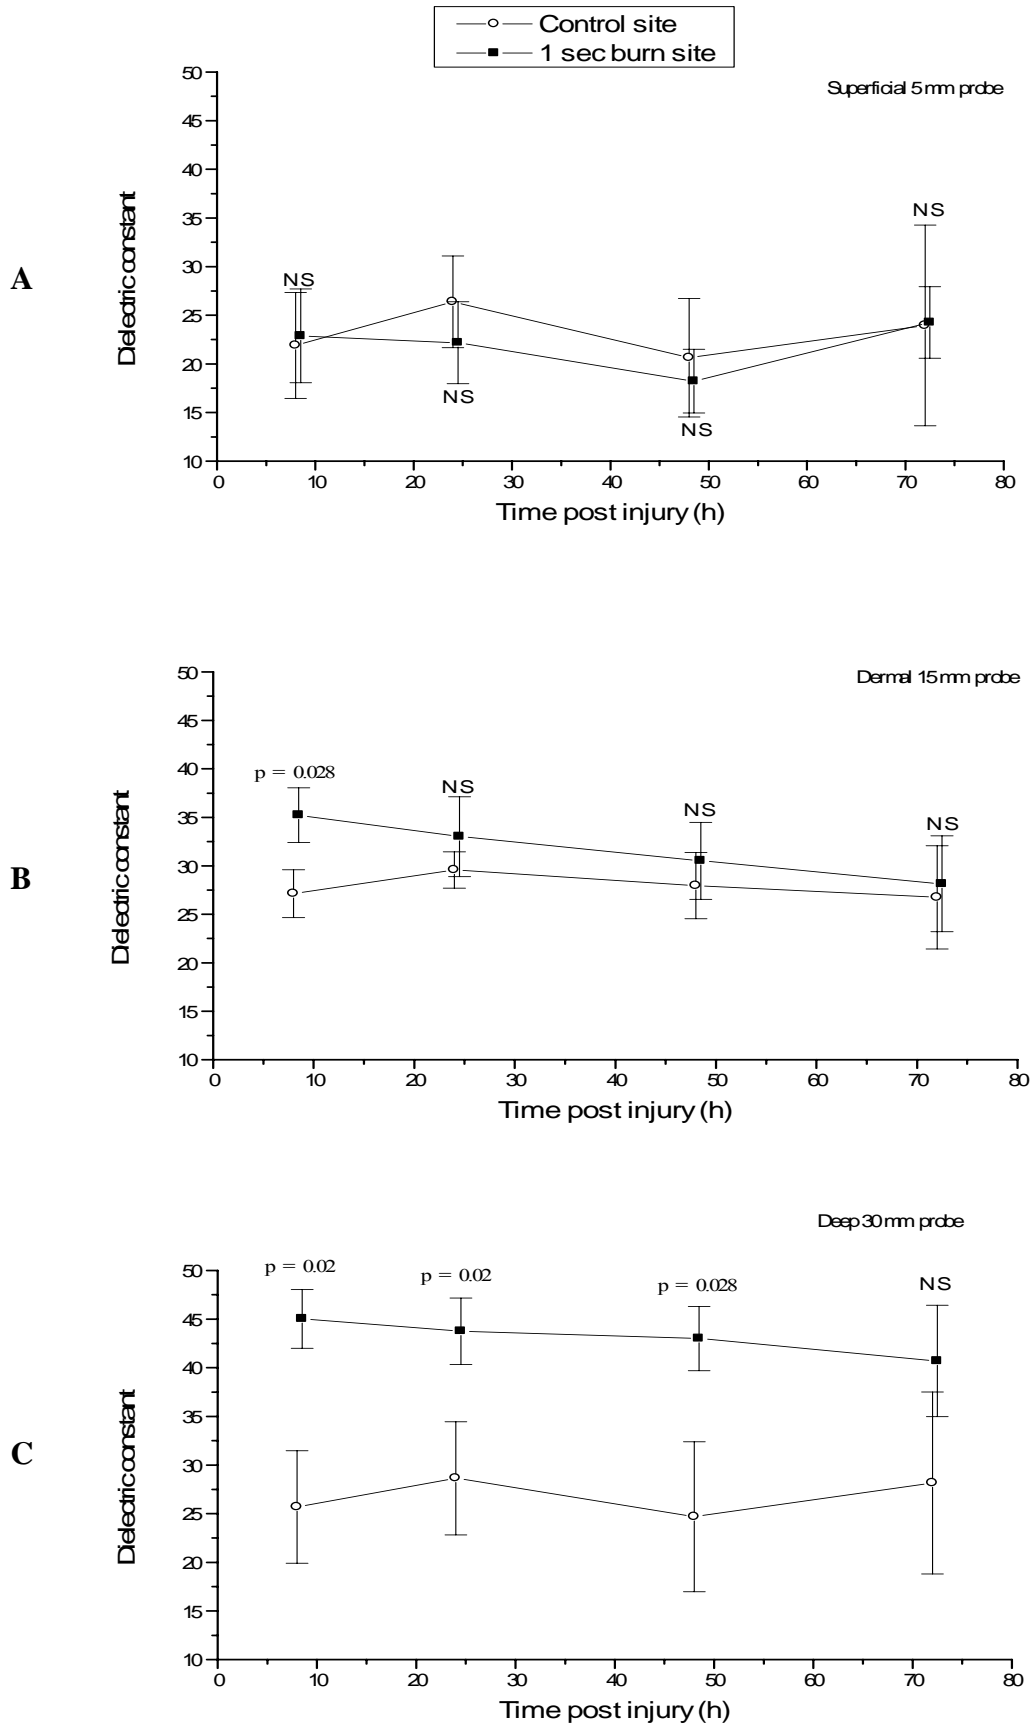 Control site
1 sec burn site
Superficial 5 mm probe
A
Dielectric constant
50
45
40
35
30
25
20
15
10
NS
NS
NS
NS
0 10 20 30 40 50 60 70 80
Time post injury (h)
Dermal 15 mm probe
B
Dielectric constant
50
45
40
35
30
25
20
15
10
p = 0.028
NS
NS
NS
0 10 20 30 40 50 60 70 80
Time post injury (h)
Deep 30 mm probe
C
Dielectric constant
50
45
40
35
30
25
20
15
10
p = 0.02
p = 0.02
p = 0.028
NS
0 10 20 30 40 50 60 70 80
Time post injury (h)